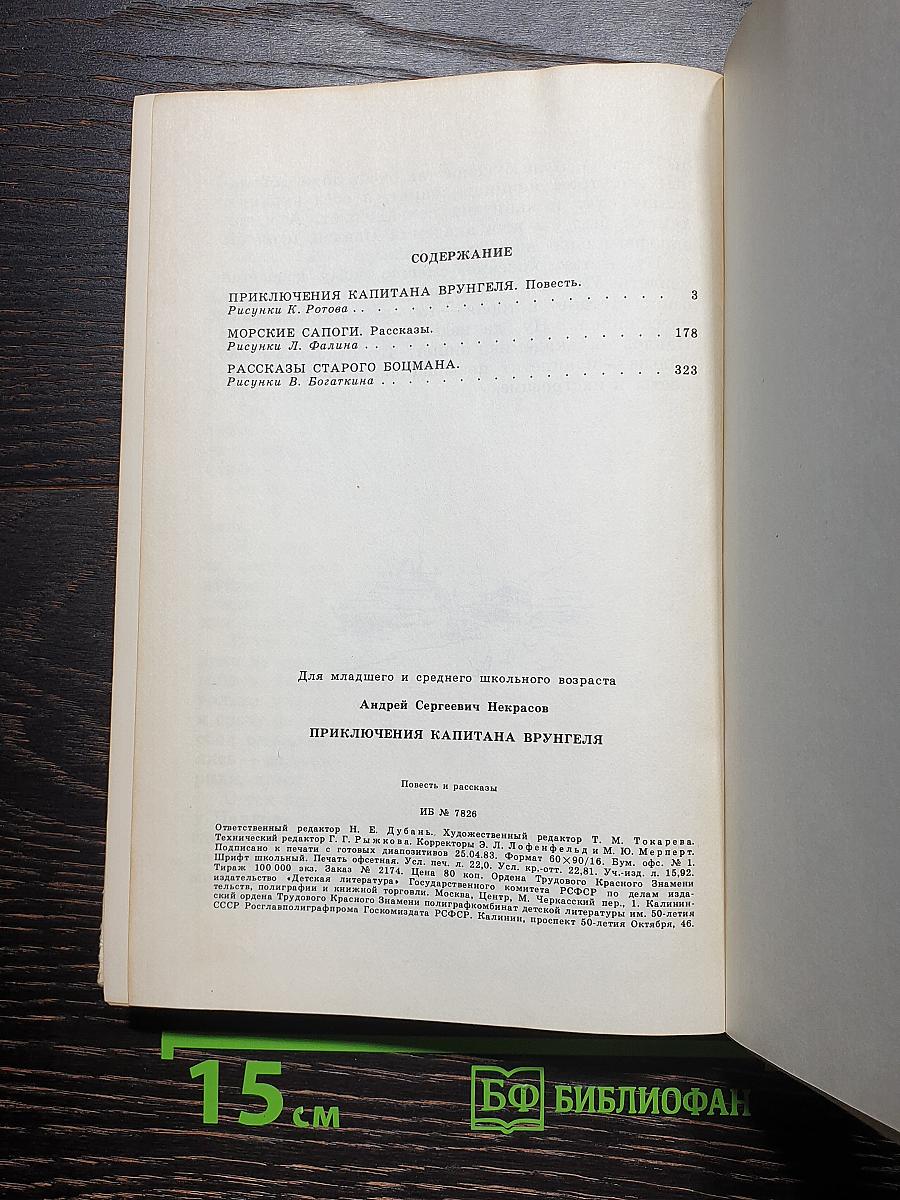 СОДЕРЖАНИЕ
ПРИКЛЮЧЕНИЯ КАПИТАНА ВРУНГЕЛЯ. Повесть.
Рисунки К. Ротова . . . . . . . . . . . . . . . . . . . . 3
МОРСКИЕ САПОГИ. Рассказы.
Рисунки Л. Фалина . . . . . . . . . . . . . . . . . . . . 178
РАССКАЗЫ СТАРОГО БОЦМАНА.
Рисунки В. Богаткина . . . . . . . . . . . . . . . . . . . 323
Для младшего и среднего школьного возраста
Андрей Сергеевич Некрасов
ПРИКЛЮЧЕНИЯ КАПИТАНА ВРУНГЕЛЯ
Повесть и рассказы
ИБ № 7826
Ответственный редактор Н. Е. Дубань. Художественный редактор Т. М. Токарева.
Технический редактор Г. Г. Рыжкова. Корректоры Э. Л. Лофенфельд и М. Ю. Мерперт.
Подписано к печати с готовых диапозитивов 25.04.83. Формат 60×90/16. Бум. офс. № 1.
Шрифт школьный. Печать офсетная. Усл. печ. л. 22,0. Усл. кр.-отт. 22,81. Уч.-изд. л. 15,92.
Тираж 100 000 экз. Заказ № 2174. Цена 80 коп. Ордена Трудового Красного Знамени
издательство «Детская литература» Государственного комитета РСФСР по делам изда-
тельств, полиграфии и книжной торговли. Москва, Центр, М. Черкасский пер., 1. Калинин-
ский ордена Трудового Красного Знамени полиграфкомбинат детской литературы им. 50-летия
СССР Росглавполиграфпрома Госкомиздата РСФСР. Калинин, проспект 50-летия Октября, 46.
15 см
БФ БИБЛИОФАН